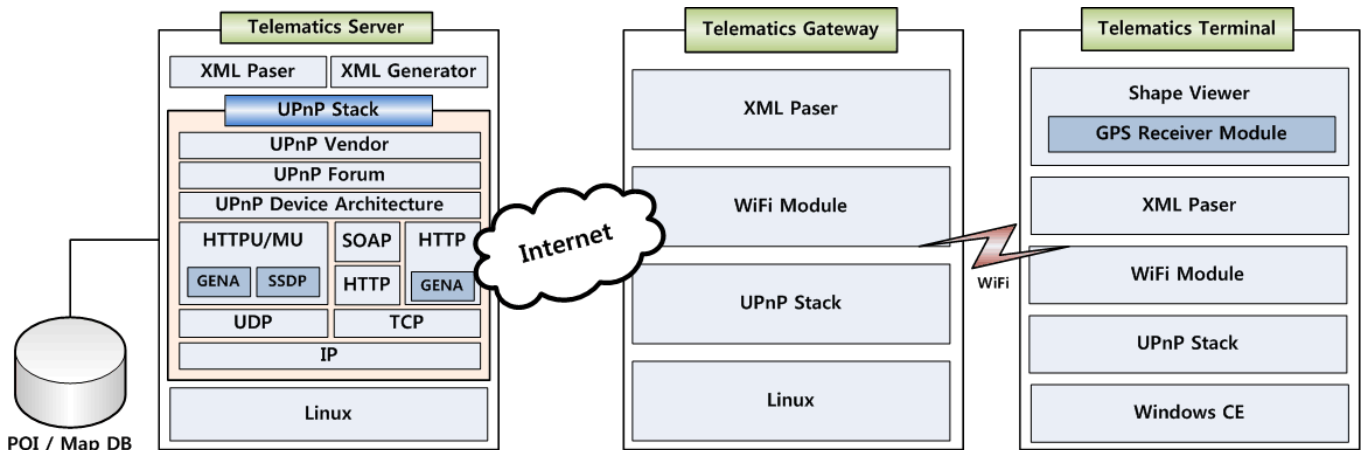 Telematics Server
XML Paser
XML Generator
UPnP Stack
UPnP Vendor
UPnP Forum
UPnP Device Architecture
HTTPU/MU
GENA
SSDP
SOAP
HTTP
HTTP
GENA
UDP
TCP
IP
Linux
POI / Map DB
Internet
Telematics Gateway
XML Paser
WiFi Module
UPnP Stack
Linux
WiFi
Telematics Terminal
Shape Viewer
GPS Receiver Module
XML Paser
WiFi Module
UPnP Stack
Windows CE